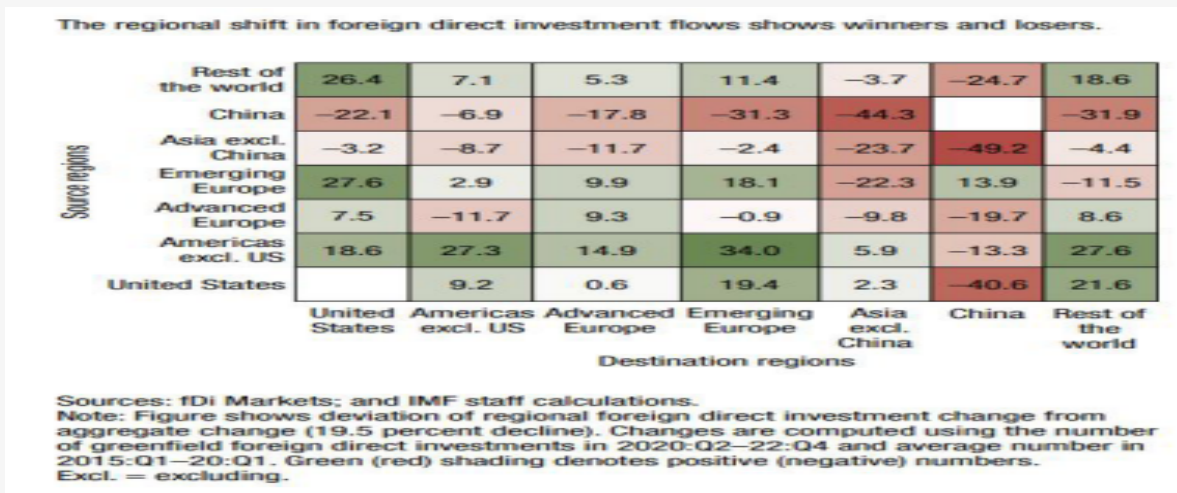 The regional shift in foreign direct investment flows shows winners and losers.
Source regions
Rest of
the world
26.4 7.1 5.3 11.4 −3.7 −24.7 18.6
China
−22.1 −6.9 −17.8 −31.3 −44.3 −31.9
Asia excl.
China
−3.2 −8.7 −11.7 −2.4 −23.7 −49.2 −4.4
Emerging
Europe
27.6 2.9 9.9 18.1 −22.3 13.9 −11.5
Advanced
Europe
7.5 −11.7 9.3 −0.9 −9.8 −19.7 8.6
Americas
excl. US
18.6 27.3 14.9 34.0 5.9 −13.3 27.6
United States
9.2 0.6 19.4 2.3 −40.6 21.6
United Americas Advanced Emerging Asia China Rest of
States excl. US Europe Europe excl. the
China world
Destination regions
Sources: fDi Markets; and IMF staff calculations.
Note: Figure shows deviation of regional foreign direct investment change from
aggregate change (19.5 percent decline). Changes are computed using the number
of greenfield foreign direct investments in 2020:Q2–22:Q4 and average number in
2015:Q1–20:Q1. Green (red) shading denotes positive (negative) numbers.
Excl. = excluding.